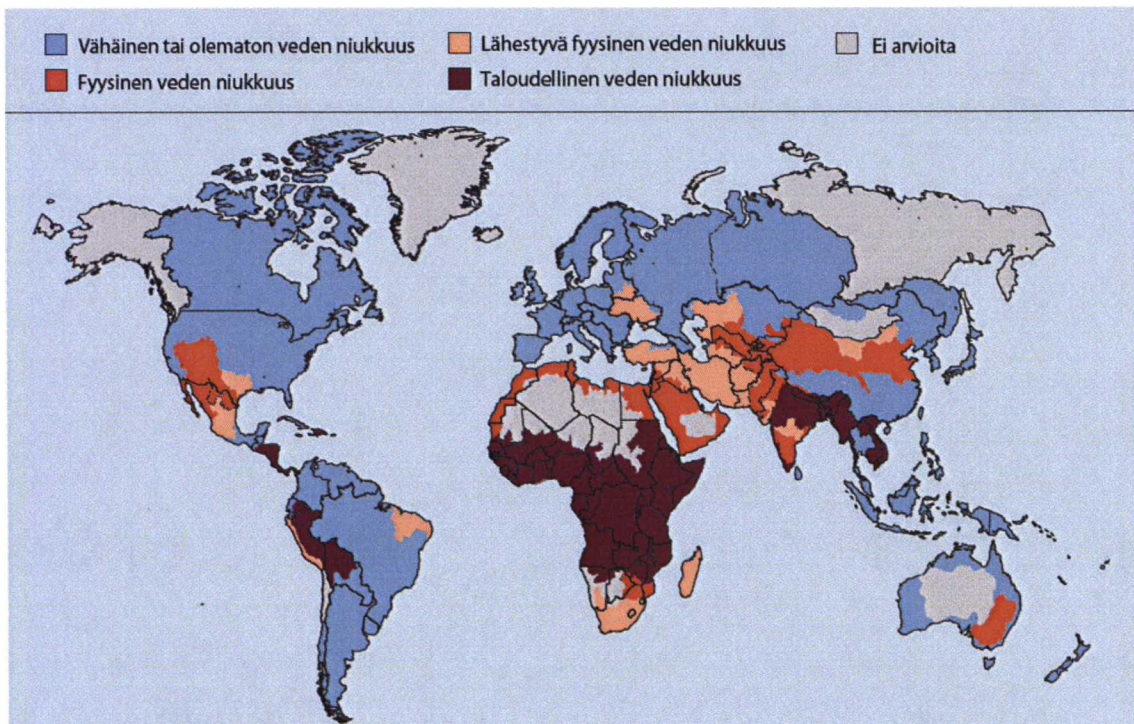 Vähäinen tai olematon veden niukkuus
Lähestyvä fyysinen veden niukkuus
Ei arvioita
Fyysinen veden niukkuus
Taloudellinen veden niukkuus